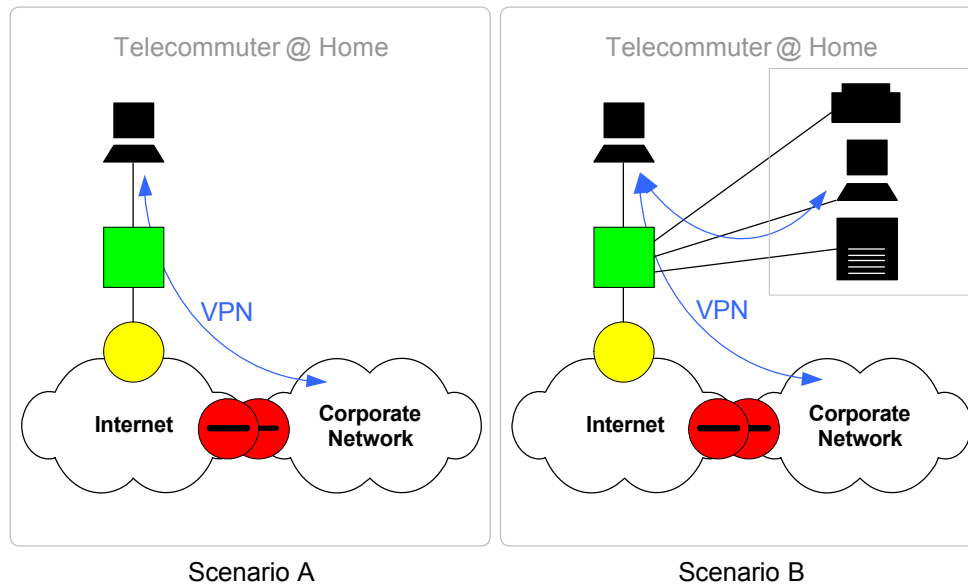 Telecommuter @ Home
VPN
Internet
Corporate
Network
Scenario A
Telecommuter @ Home
VPN
Internet
Corporate
Network
Scenario B